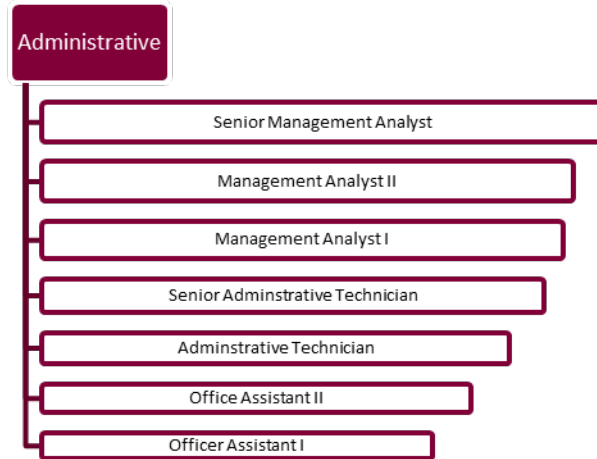 Administrative
Senior Management Analyst
Management Analyst II
Management Analyst I
Senior Adminstrative Technician
Adminstrative Technician
Office Assistant II
Officer Assistant I